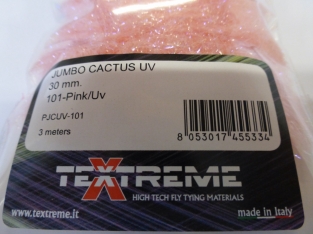 JUMBO CACTUS UV
30 mm.
101-Pink/Uv
PJCUV-101
3 meters
8 053017 455334
TEXTREME
HIGH TECH FLY TYING MATERIALS
www.textreme.it
made in Italy